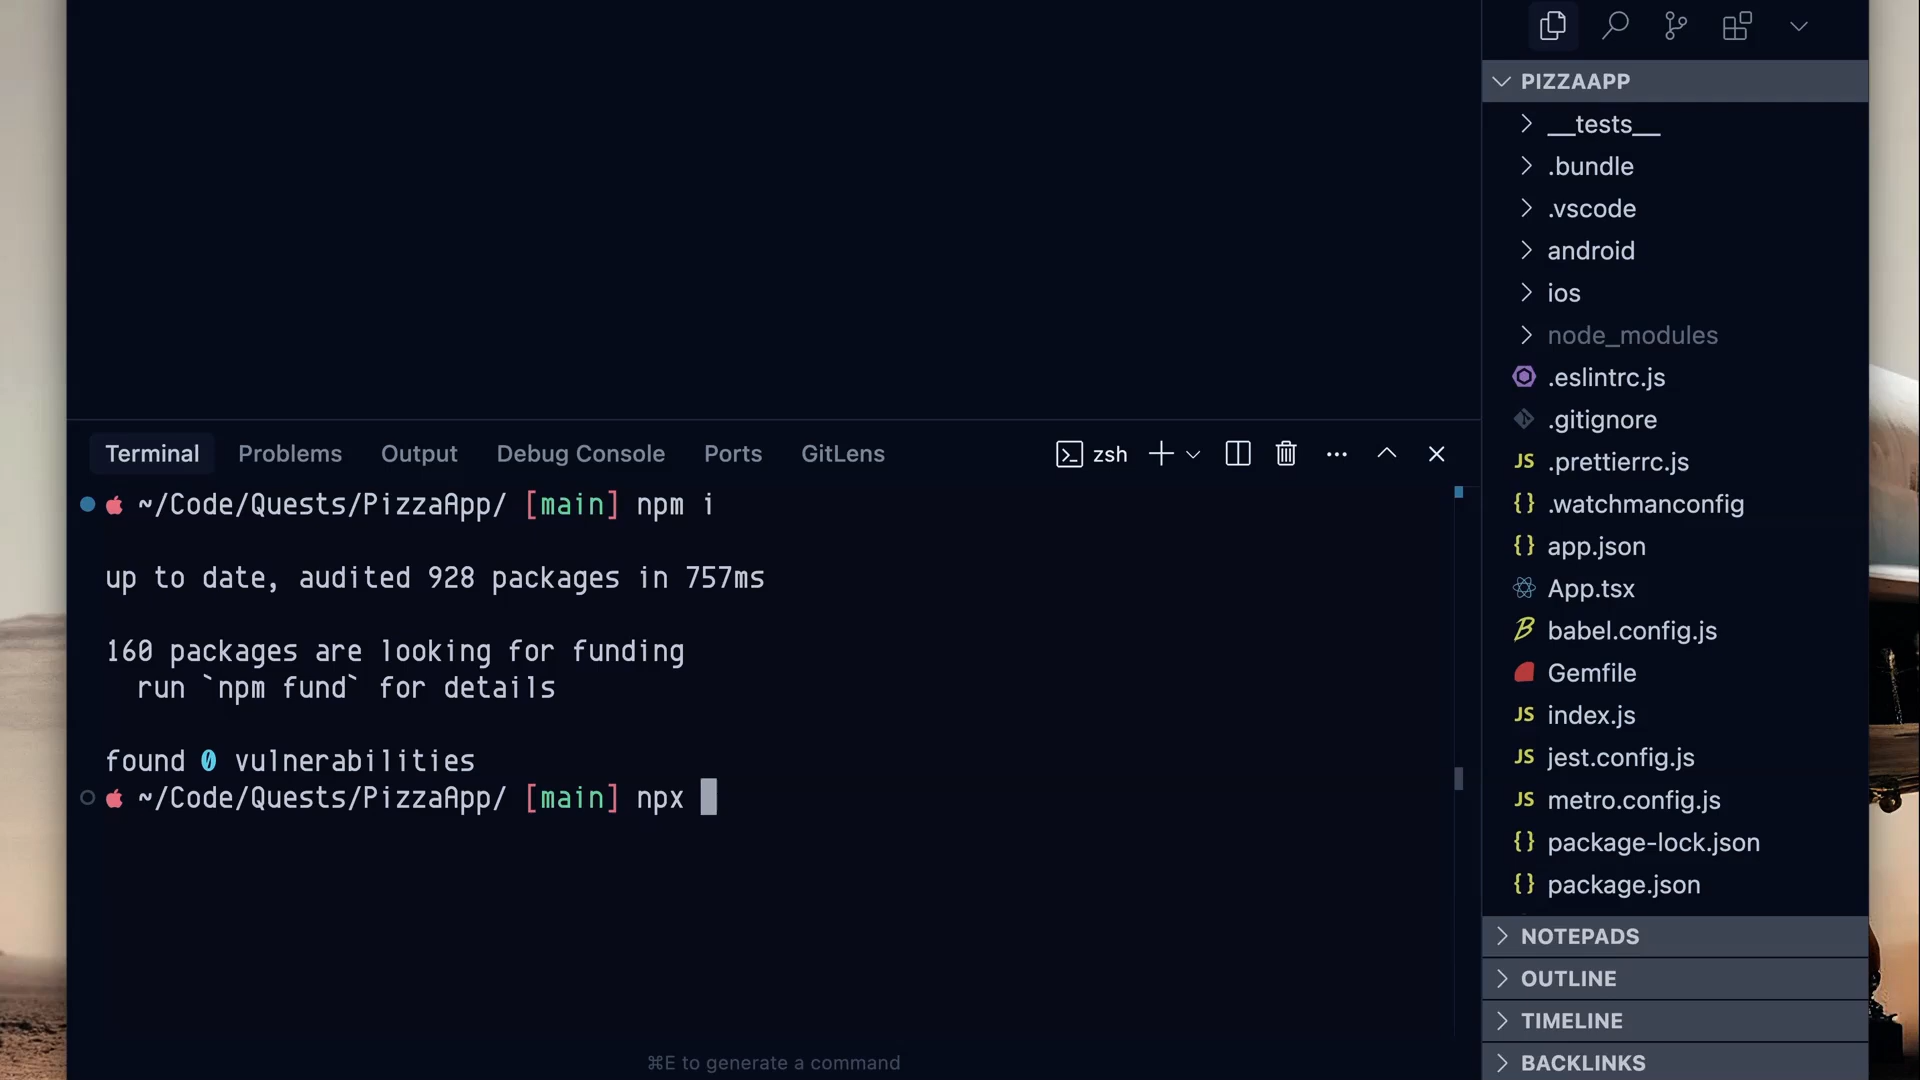 Terminal Problems Output Debug Console Ports GitLens zsh
~/Code/Quests/PizzaApp/ [main] npm i
up to date, audited 928 packages in 757ms
160 packages are looking for funding
run `npm fund` for details
found 0 vulnerabilities
~/Code/Quests/PizzaApp/ [main] npx
⌘E to generate a command
PIZZAAPP
__tests__
.bundle
.vscode
android
ios
node_modules
.eslintrc.js
.gitignore
JS .prettierrc.js
{} .watchmanconfig
{} app.json
App.tsx
babel.config.js
Gemfile
JS index.js
JS jest.config.js
JS metro.config.js
{} package-lock.json
{} package.json
NOTEPADS
OUTLINE
TIMELINE
BACKLINKS